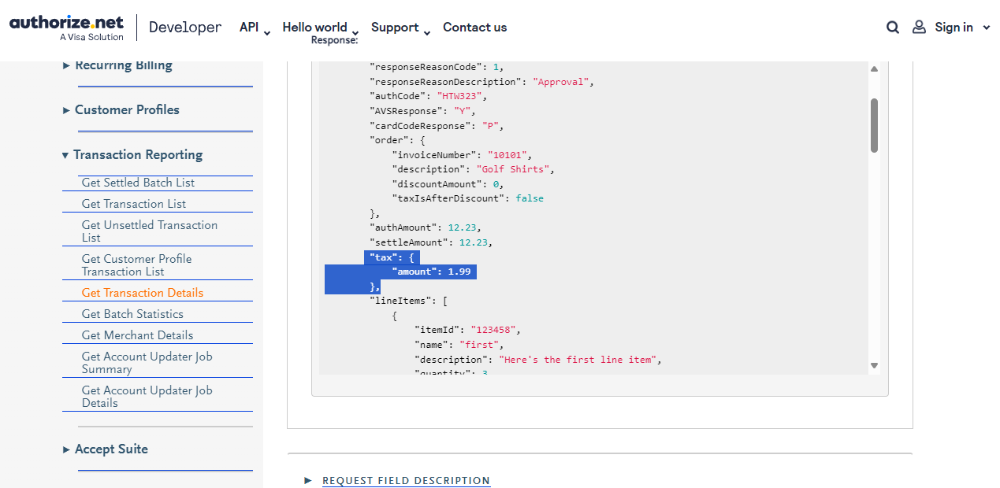 authorize.net
A Visa Solution
Developer
API
Hello world
Support
Contact us
Sign in
Response:
► Recurring Billing
► Customer Profiles
▼ Transaction Reporting
Get Settled Batch List
Get Transaction List
Get Unsettled Transaction
List
Get Customer Profile
Transaction List
Get Transaction Details
Get Batch Statistics
Get Merchant Details
Get Account Updater Job
Summary
Get Account Updater Job
Details
► Accept Suite
"responseReasonCode": 1,
"responseReasonDescription": "Approval",
"authCode": "HTW323",
"AVSResponse": "Y",
"cardCodeResponse": "P",
"order": {
"invoiceNumber": "10101",
"description": "Golf Shirts",
"discountAmount": 0,
"taxIsAfterDiscount": false
},
"authAmount": 12.23,
"settleAmount": 12.23,
"tax": {
"amount": 1.99
},
"lineItems": [
{
"itemId": "123458",
"name": "first",
"description": "Here's the first line item",
"quantity": 3
► REQUEST FIELD DESCRIPTION